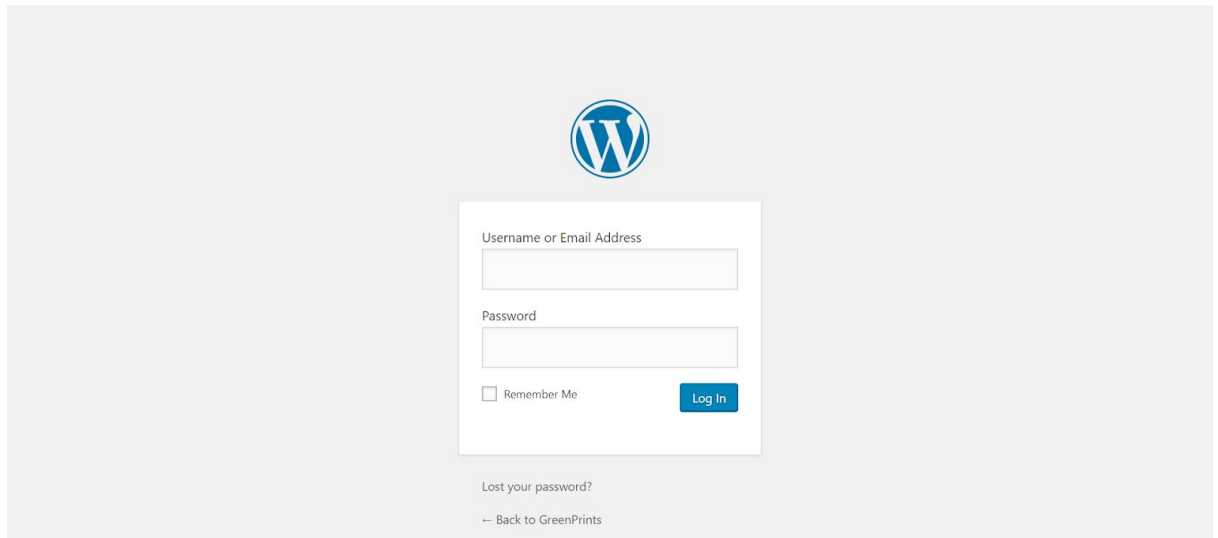 W
Username or Email Address
Password
Remember Me
Log In
Lost your password?
← Back to GreenPrints